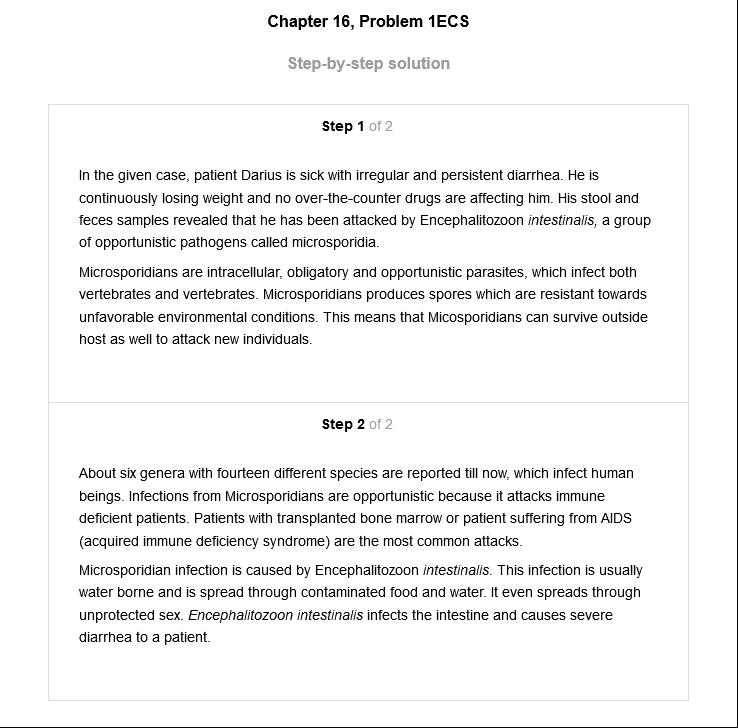 Chapter 16, Problem 1ECS
Step-by-step solution
Step 1 of 2
In the given case, patient Darius is sick with irregular and persistent diarrhea. He is
continuously losing weight and no over-the-counter drugs are affecting him. His stool and
feces samples revealed that he has been attacked by Encephalitozoon intestinalis, a group
of opportunistic pathogens called microsporidia.
Microsporidians are intracellular, obligatory and opportunistic parasites, which infect both
vertebrates and vertebrates. Microsporidians produces spores which are resistant towards
unfavorable environmental conditions. This means that Micosporidians can survive outside
host as well to attack new individuals.
Step 2 of 2
About six genera with fourteen different species are reported till now, which infect human
beings. Infections from Microsporidians are opportunistic because it attacks immune
deficient patients. Patients with transplanted bone marrow or patient suffering from AIDS
(acquired immune deficiency syndrome) are the most common attacks.
Microsporidian infection is caused by Encephalitozoon intestinalis. This infection is usually
water borne and is spread through contaminated food and water. It even spreads through
unprotected sex. Encephalitozoon intestinalis infects the intestine and causes severe
diarrhea to a patient.